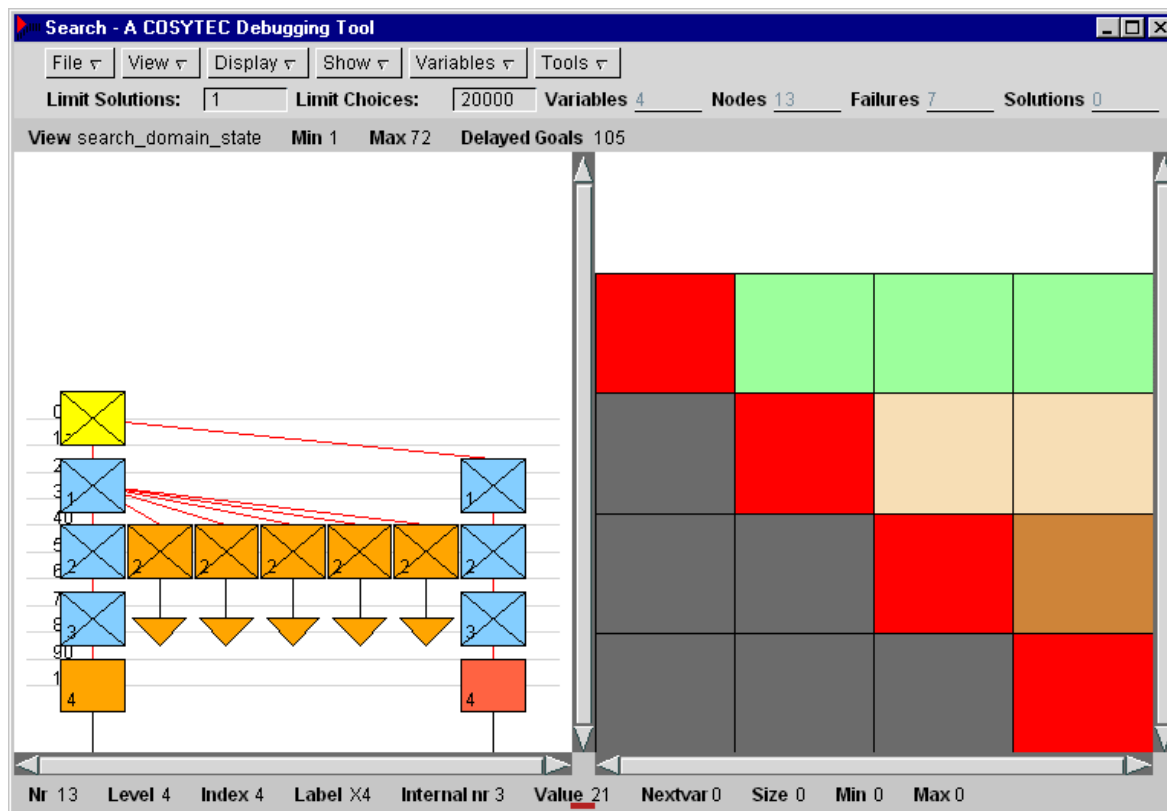 Search - A COSYTEC Debugging Tool
File View Display Show Variables Tools
Limit Solutions: 1 Limit Choices: 20000 Variables 4 Nodes 13 Failures 7 Solutions 0
View search_domain_state Min 1 Max 72 Delayed Goals 105
0
1
2
1 1
3
40
5
2 2 2 2 2 2 2
6
7
8
3 3
90
1
4 4
Nr 13 Level 4 Index 4 Label X4 Internal nr 3 Value 21 Nextvar 0 Size 0 Min 0 Max 0